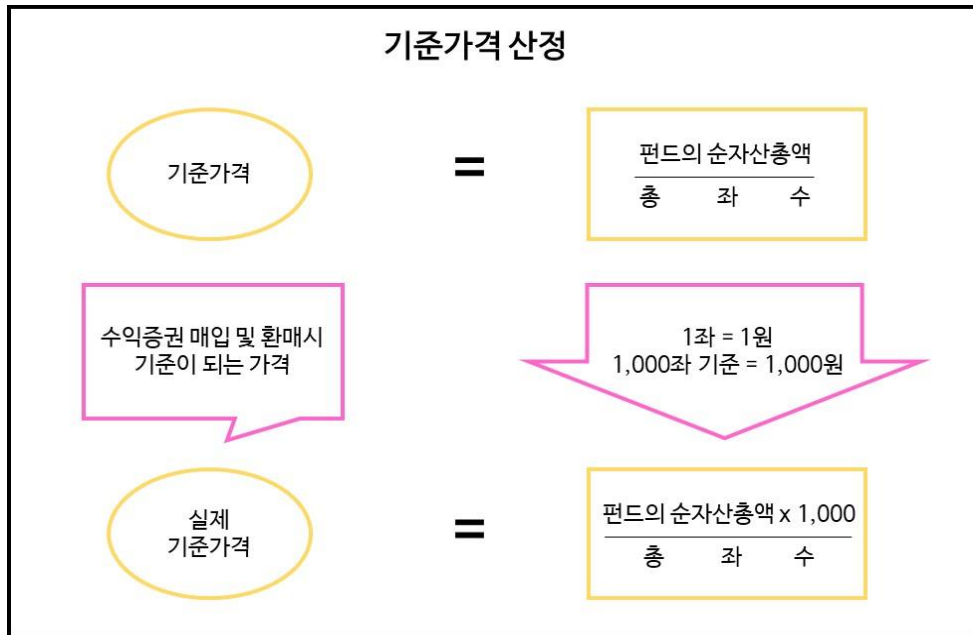 기준가격 산정
기준가격
=
펀드의 순자산총액
총 좌 수
수익증권 매입 및 환매시
기준이 되는 가격
1좌 = 1원
1,000좌 기준 = 1,000원
실제
기준가격
=
펀드의 순자산총액 x 1,000
총 좌 수